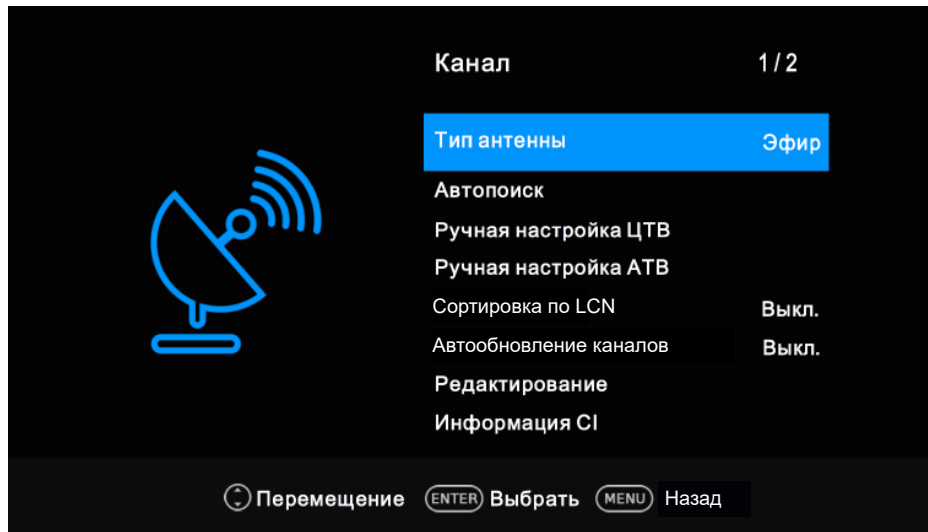 Канал 1 / 2
Тип антенны Эфир
Автопоиск
Ручная настройка ЦТВ
Ручная настройка АТВ
Сортировка по LCN Выкл.
Автообновление каналов Выкл.
Редактирование
Информация CI
Перемещение ENTER Выбрать MENU Назад